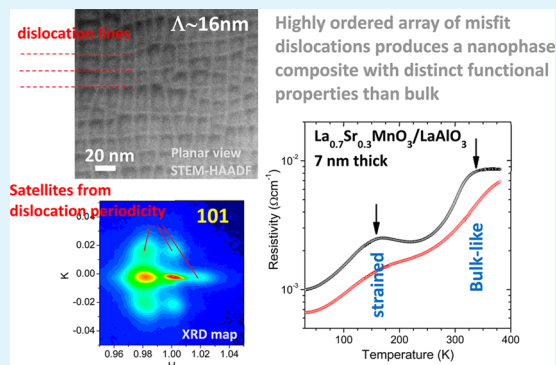 dislocation lines
Λ~16nm
20 nm
Planar view
STEM-HAADF
Highly ordered array of misfit
dislocations produces a nanophase
composite with distinct functional
properties than bulk
Satellites from
dislocation periodicity
101
0.04
0.02
0.00
-0.02
-0.04
K
XRD map
0.96 0.98 1.00 1.02 1.04
La0.7Sr0.3MnO3/LaAlO3
7 nm thick
10-2
10-3
Resistivity (Ωcm-1)
strained
Bulk-like
0 100 200 300 400
Temperature (K)